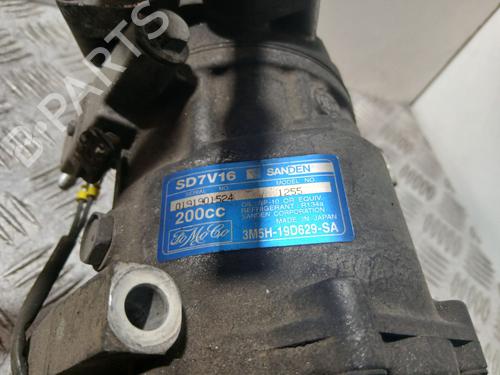 B-PARTS
SD7V16 SANDEN
SERIAL NO. MODEL NO.
0191901524 1255
200cc OIL : SP-10 OR EQUIV.
REFRIGERANT : R134a
SANDEN CORPORATION
MADE IN JAPAN
FoMoCo 3M5H-19D629-SA